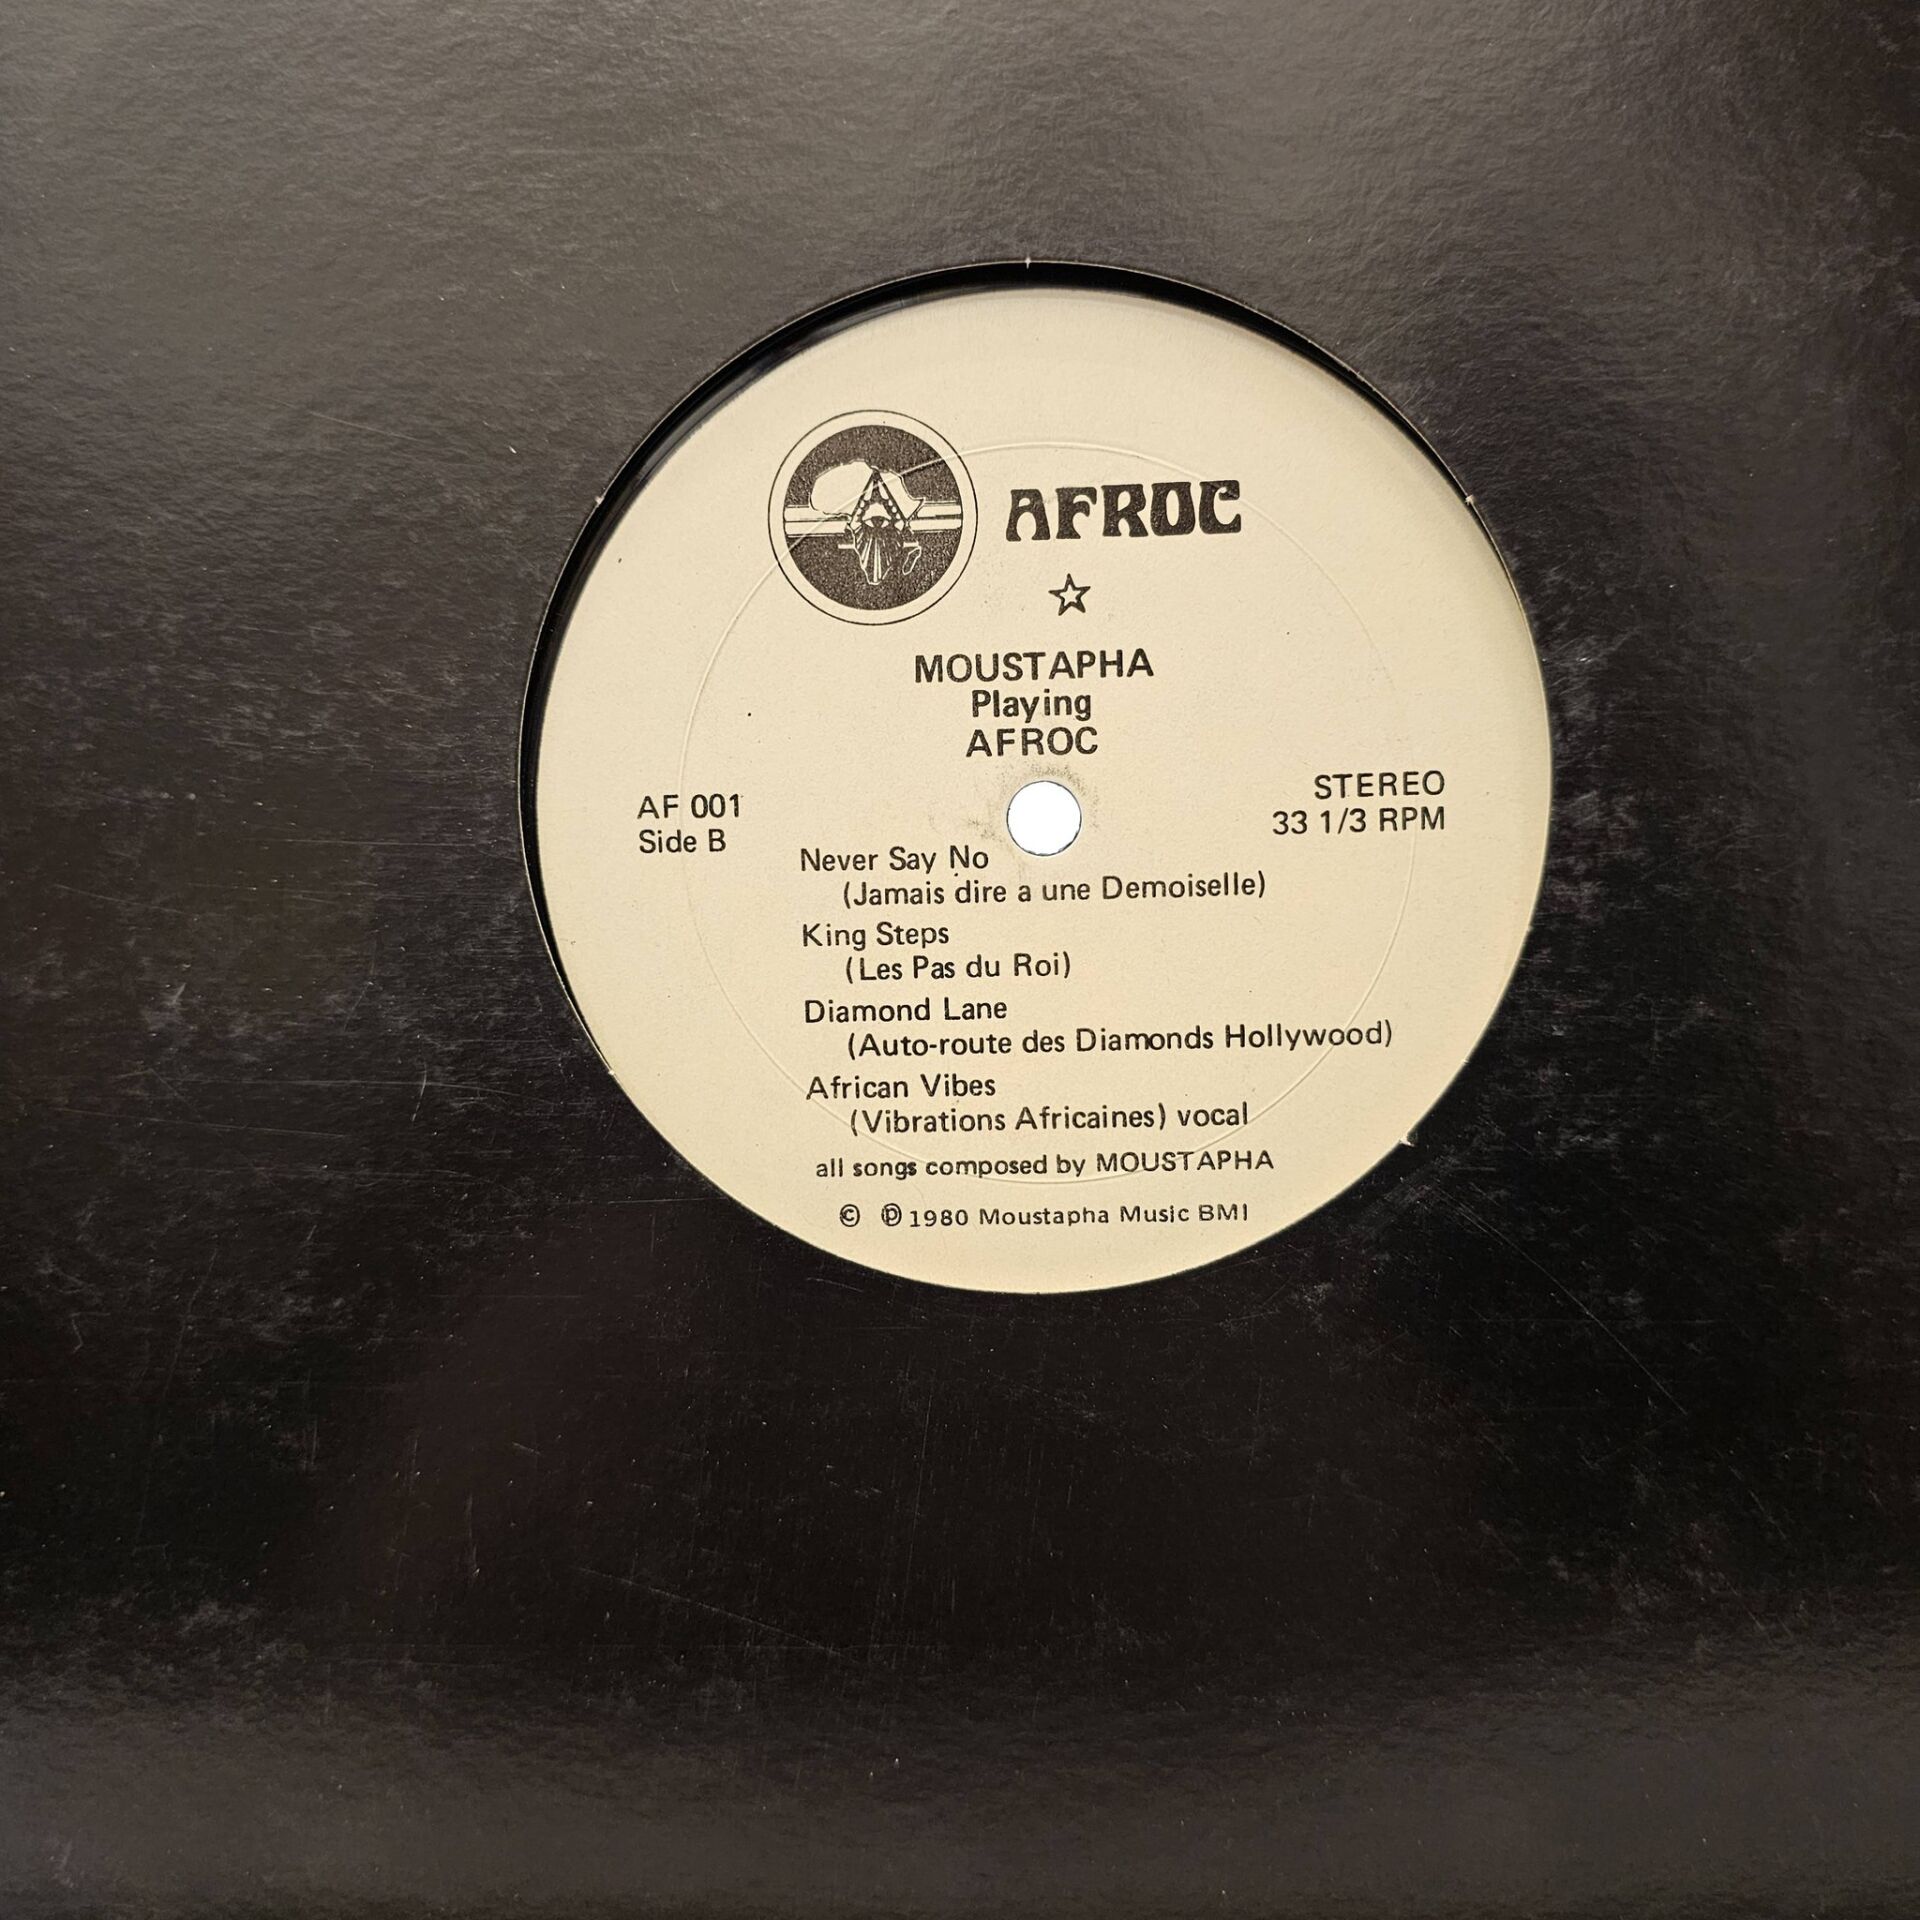 AFROC
MOUSTAPHA
Playing
AFROC
AF 001
Side B
STEREO
33 1/3 RPM
Never Say No
(Jamais dire a une Demoiselle)
King Steps
(Les Pas du Roi)
Diamond Lane
(Auto-route des Diamonds Hollywood)
African Vibes
(Vibrations Africaines) vocal
all songs composed by MOUSTAPHA
© ℗ 1980 Moustapha Music BMI